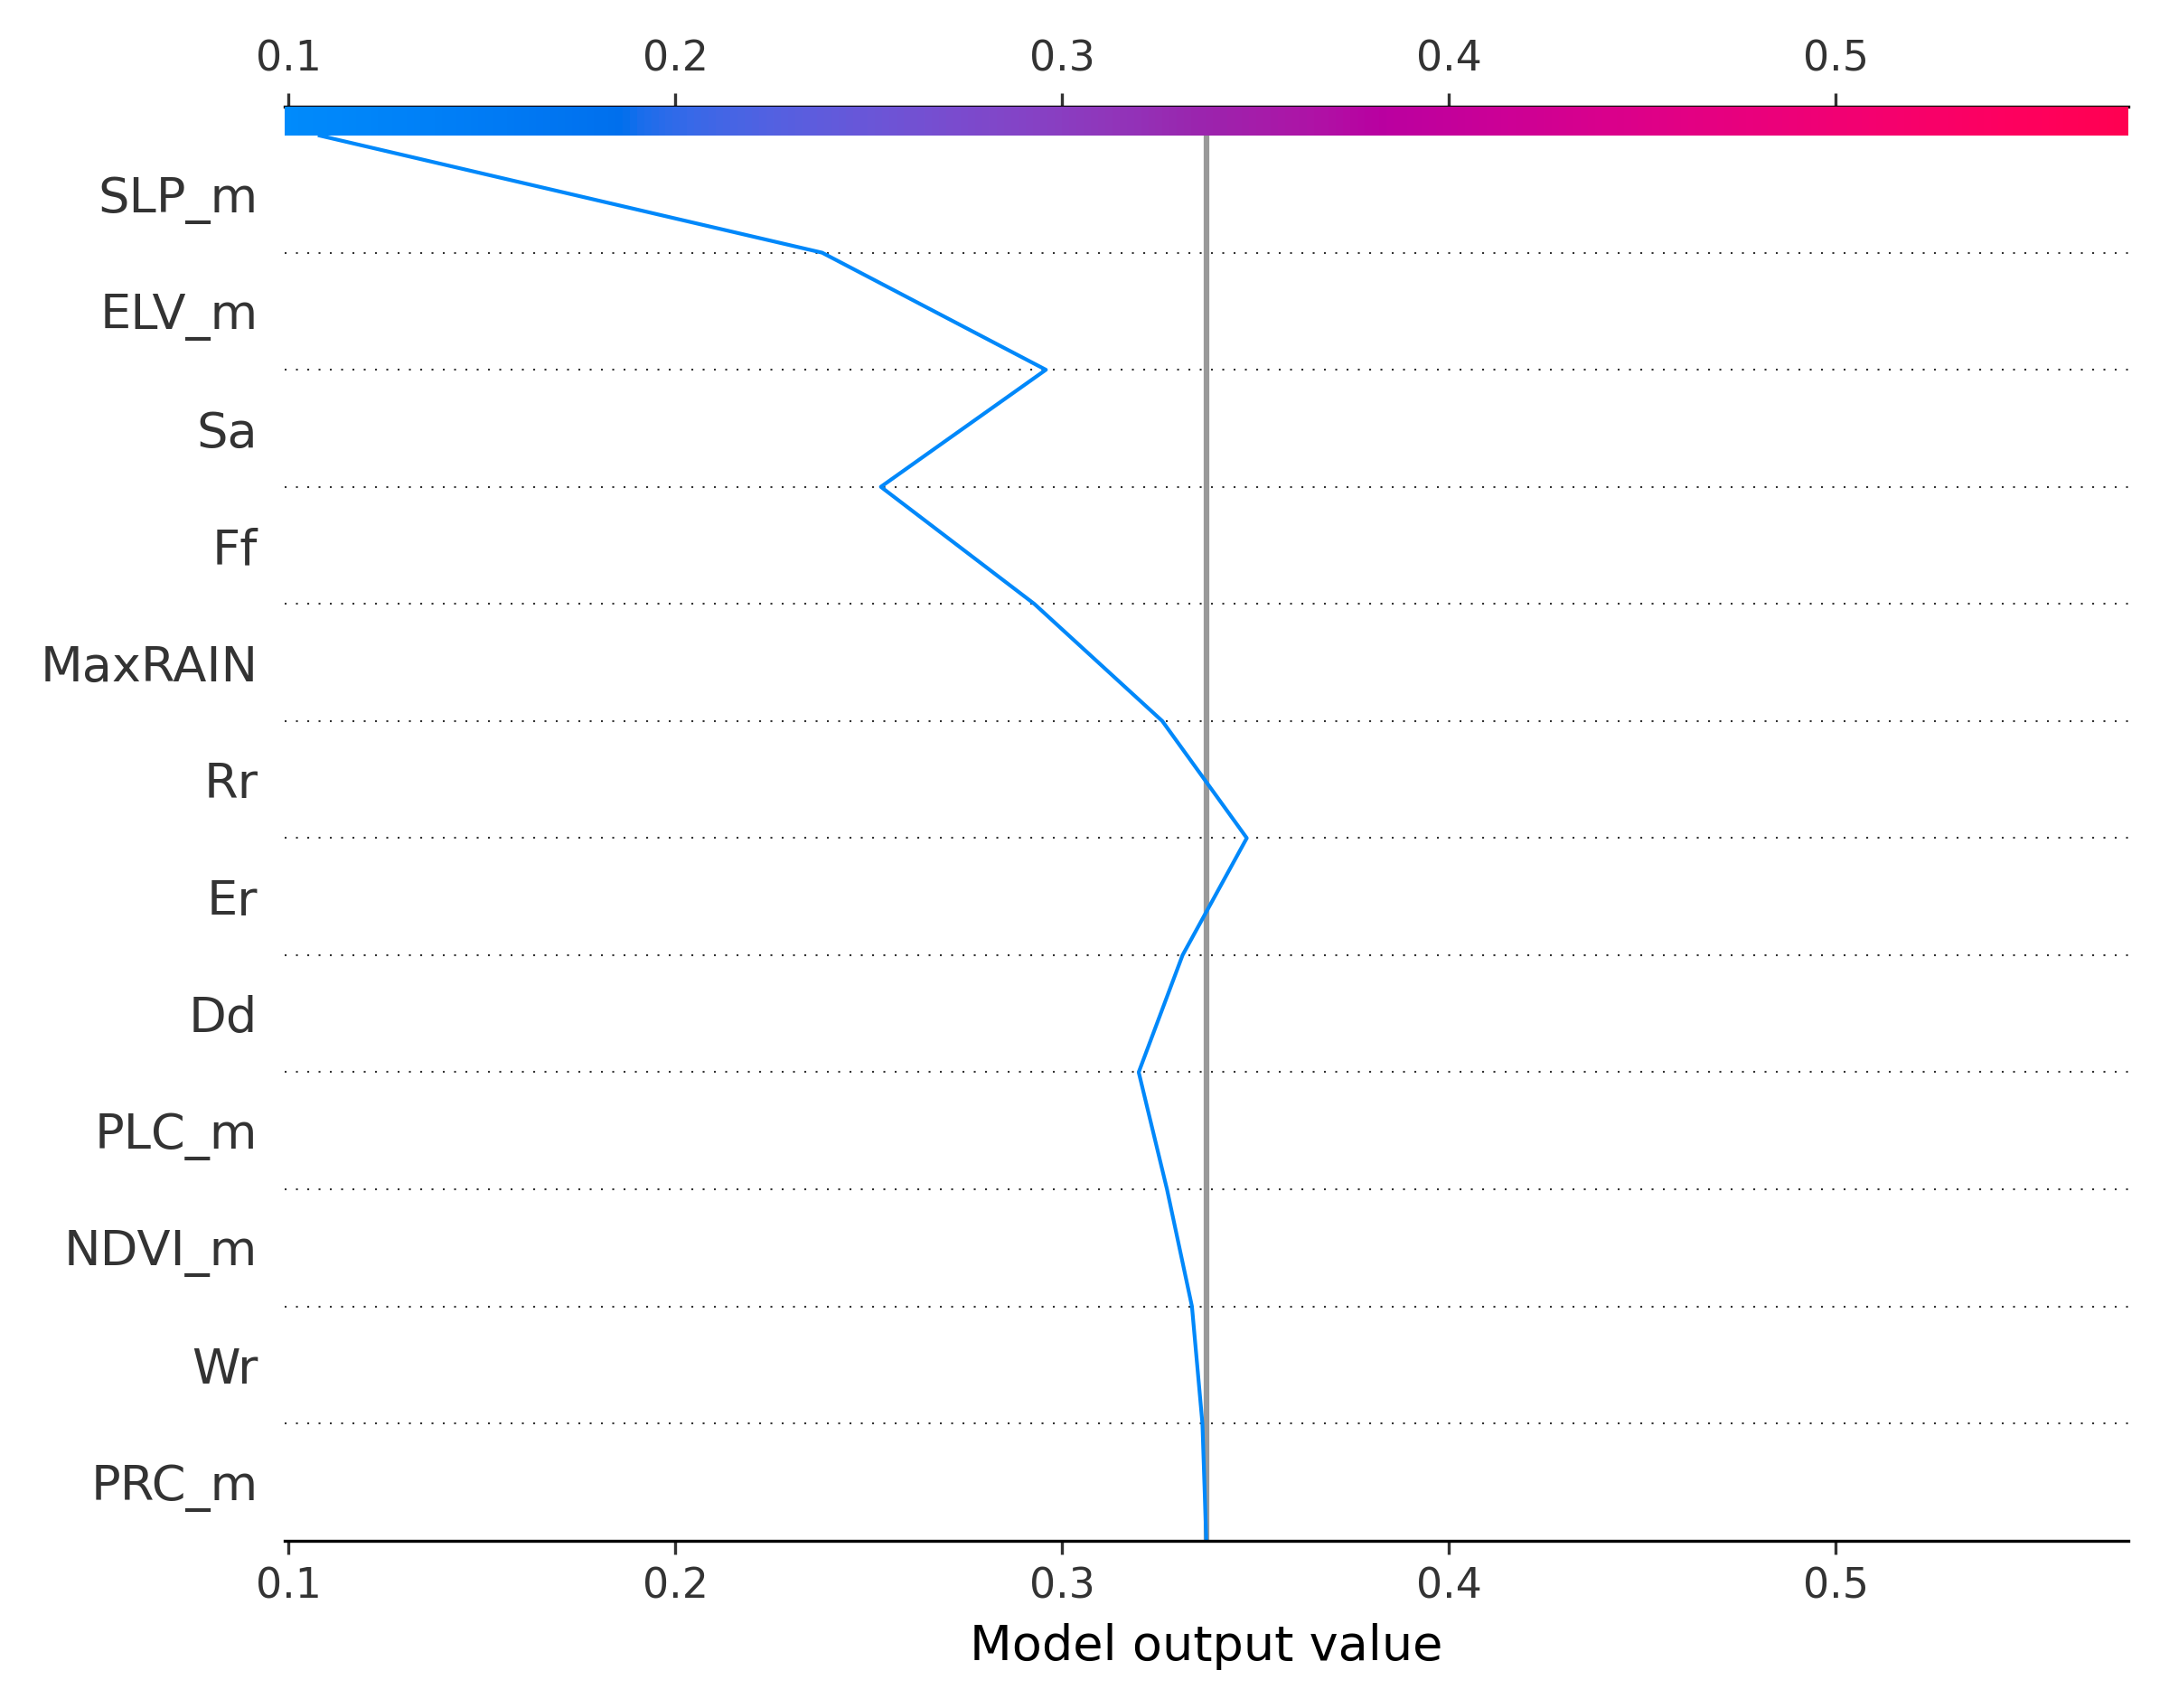 0.1 0.2 0.3 0.4 0.5
SLP_m
ELV_m
Sa
Ff
MaxRAIN
Rr
Er
Dd
PLC_m
NDVI_m
Wr
PRC_m
0.1 0.2 0.3 0.4 0.5
Model output value